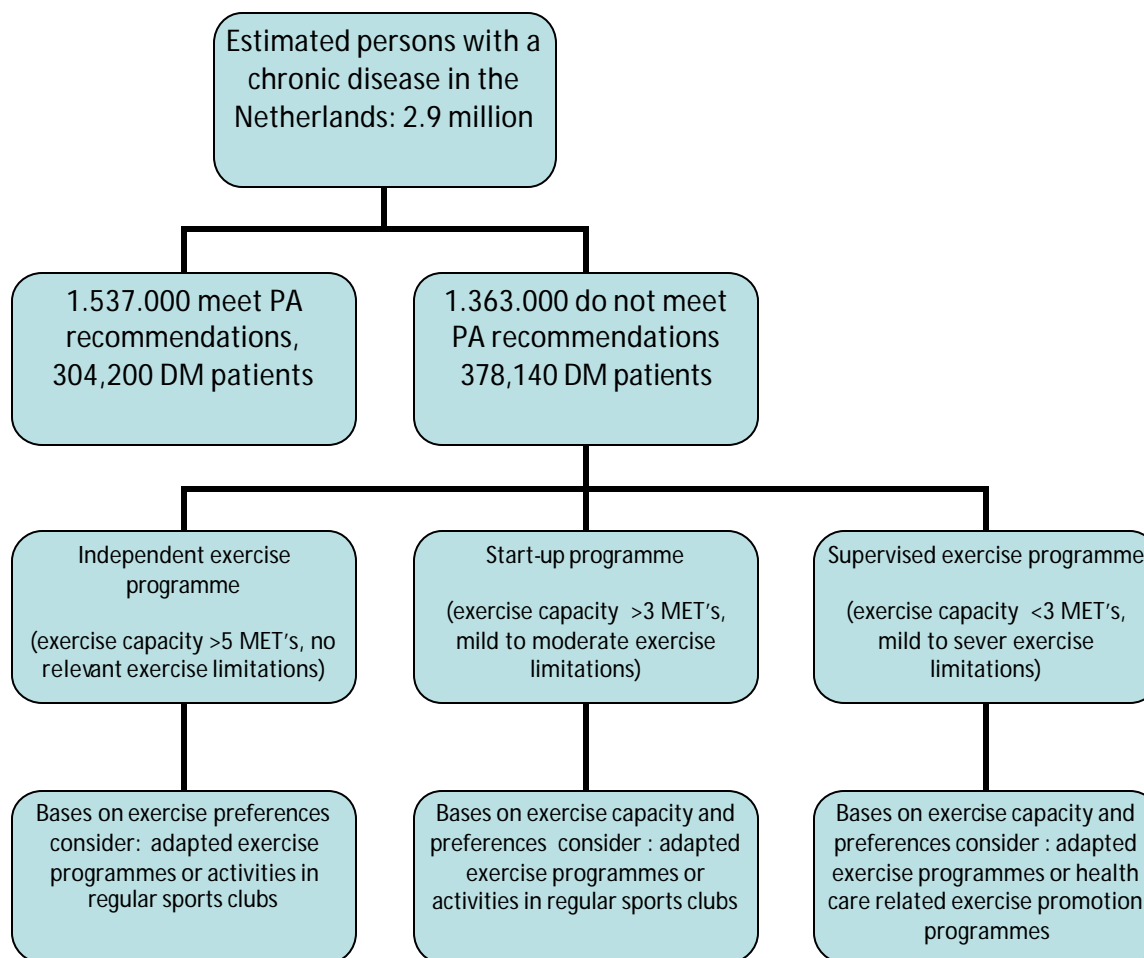 Estimated persons with a
chronic disease in the
Netherlands: 2.9 million
1.537.000 meet PA
recommendations,
304,200 DM patients
1.363.000 do not meet
PA recommendations
378,140 DM patients
Independent exercise
programme
(exercise capacity >5 MET's, no
relevant exercise limitations)
Start-up programme
(exercise capacity >3 MET's,
mild to moderate exercise
limitations)
Supervised exercise programme
(exercise capacity <3 MET's,
mild to sever exercise
limitations)
Bases on exercise preferences
consider: adapted exercise
programmes or activities in
regular sports clubs
Bases on exercise capacity and
preferences consider : adapted
exercise programmes or
activities in regular sports clubs
Bases on exercise capacity and
preferences consider : adapted
exercise programmes or health
care related exercise promotion
programmes